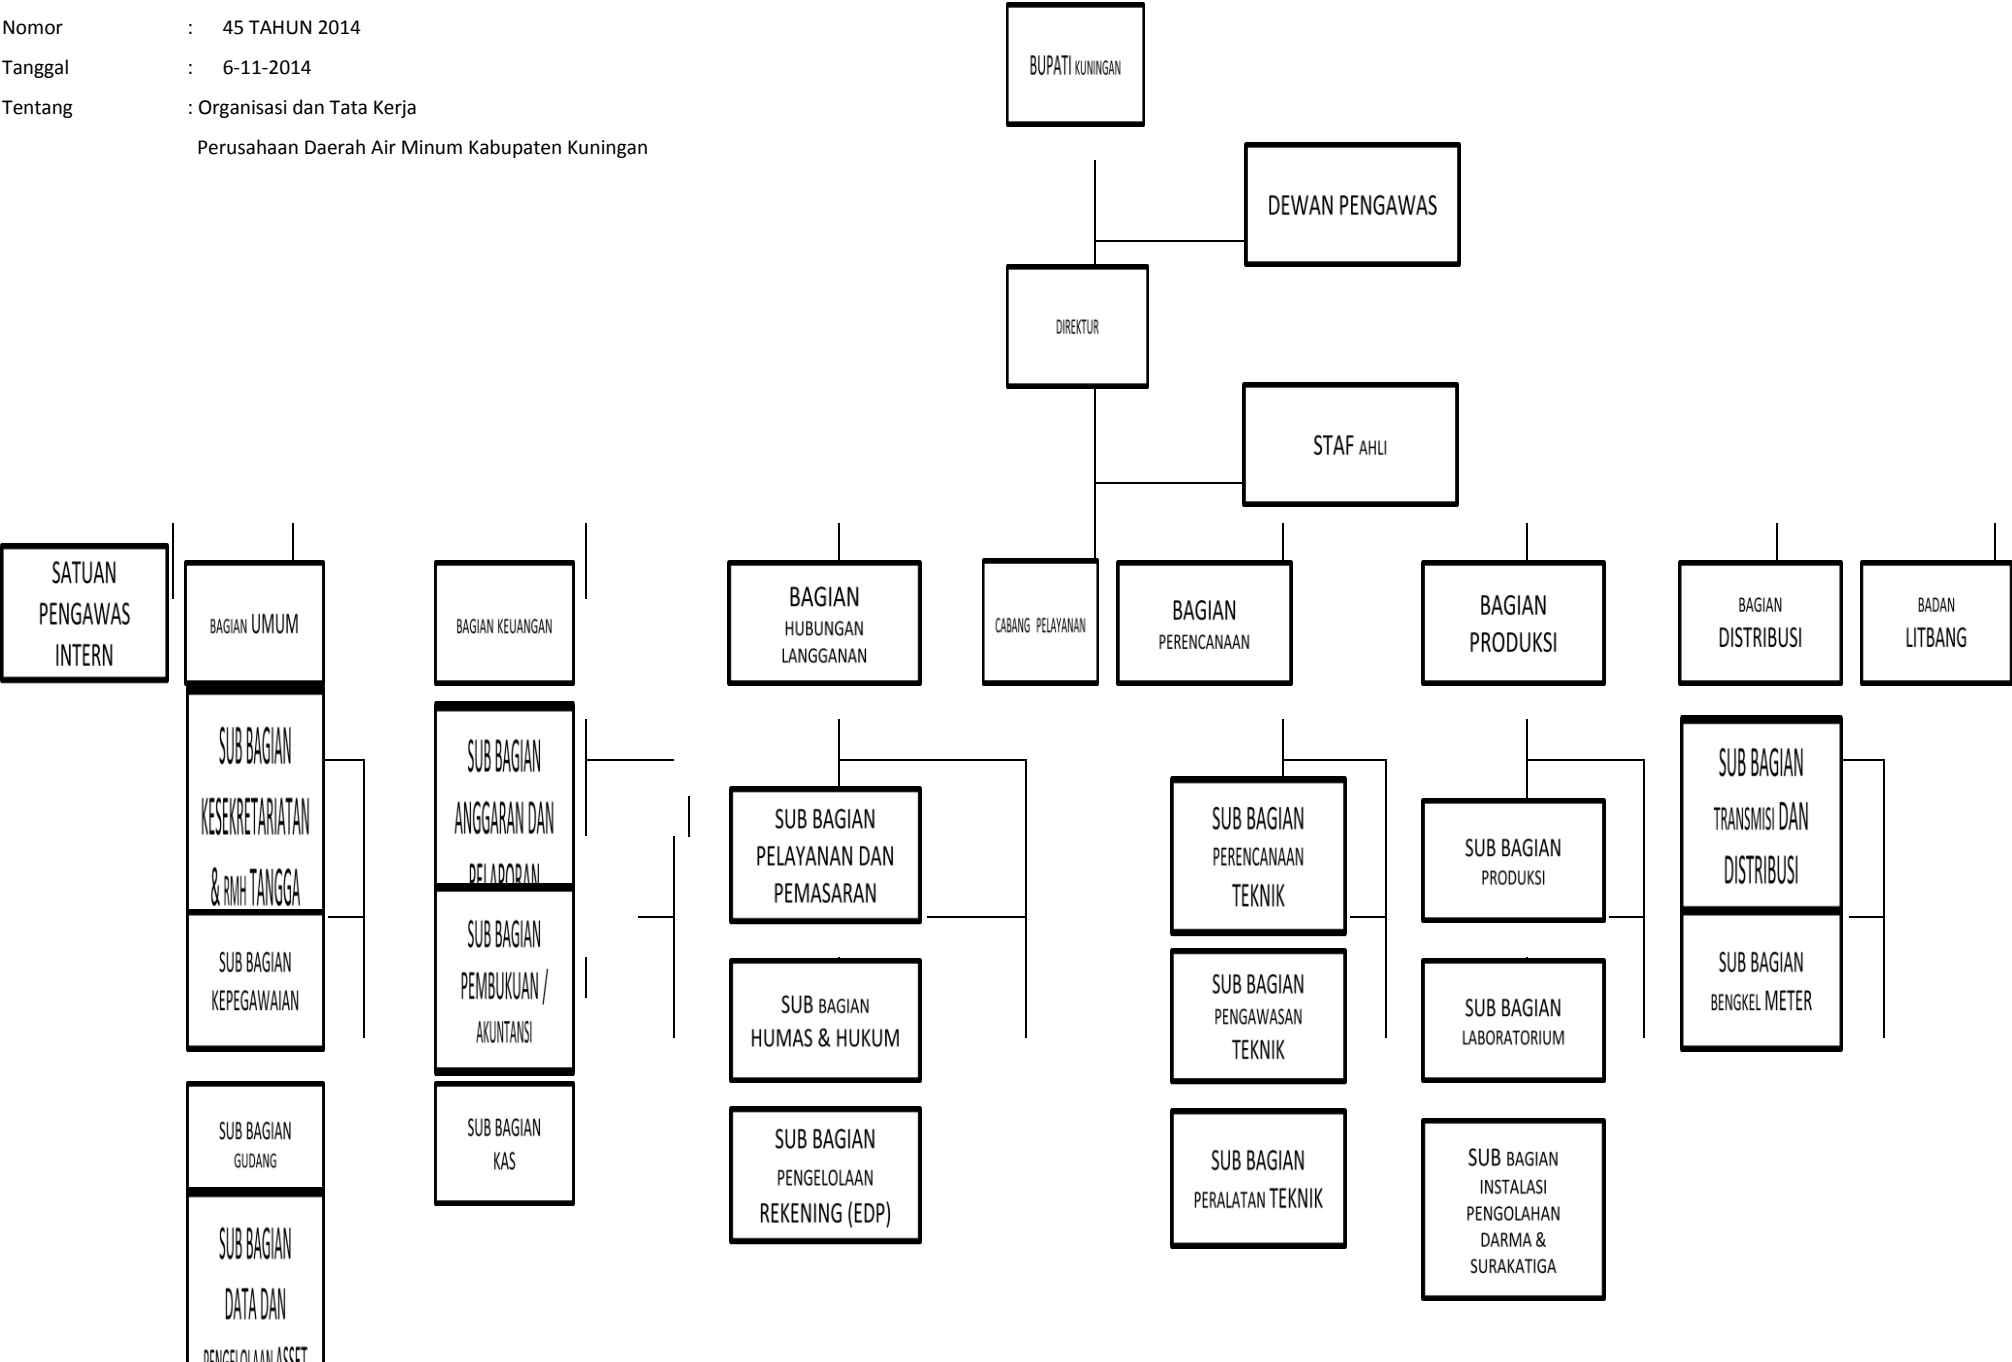 Nomor : 45 TAHUN 2014
Tanggal : 6-11-2014
Tentang : Organisasi dan Tata Kerja
Perusahaan Daerah Air Minum Kabupaten Kuningan
BUPATI KUNINGAN
DEWAN PENGAWAS
DIREKTUR
STAF AHLI
SATUAN
PENGAWAS
INTERN
BAGIAN UMUM
BAGIAN KEUANGAN
BAGIAN
HUBUNGAN
LANGGANAN
CABANG PELAYANAN
BAGIAN
PERENCANAAN
BAGIAN
PRODUKSI
BAGIAN
DISTRIBUSI
BADAN
LITBANG
SUB BAGIAN
KESEKRETARIATAN
& RMH TANGGA
SUB BAGIAN
KEPEGAWAIAN
SUB BAGIAN
GUDANG
SUB BAGIAN
DATA DAN
PENGELOLAAN ASSET
SUB BAGIAN
ANGGARAN DAN
PELAPORAN
SUB BAGIAN
PEMBUKUAN /
AKUNTANSI
SUB BAGIAN
KAS
SUB BAGIAN
PELAYANAN DAN
PEMASARAN
SUB BAGIAN
HUMAS & HUKUM
SUB BAGIAN
PENGELOLAAN
REKENING (EDP)
SUB BAGIAN
PERENCANAAN
TEKNIK
SUB BAGIAN
PENGAWASAN
TEKNIK
SUB BAGIAN
PERALATAN TEKNIK
SUB BAGIAN
PRODUKSI
SUB BAGIAN
LABORATORIUM
SUB BAGIAN
INSTALASI
PENGOLAHAN
DARMA &
SURAKATIGA
SUB BAGIAN
TRANSMISI DAN
DISTRIBUSI
SUB BAGIAN
BENGKEL METER